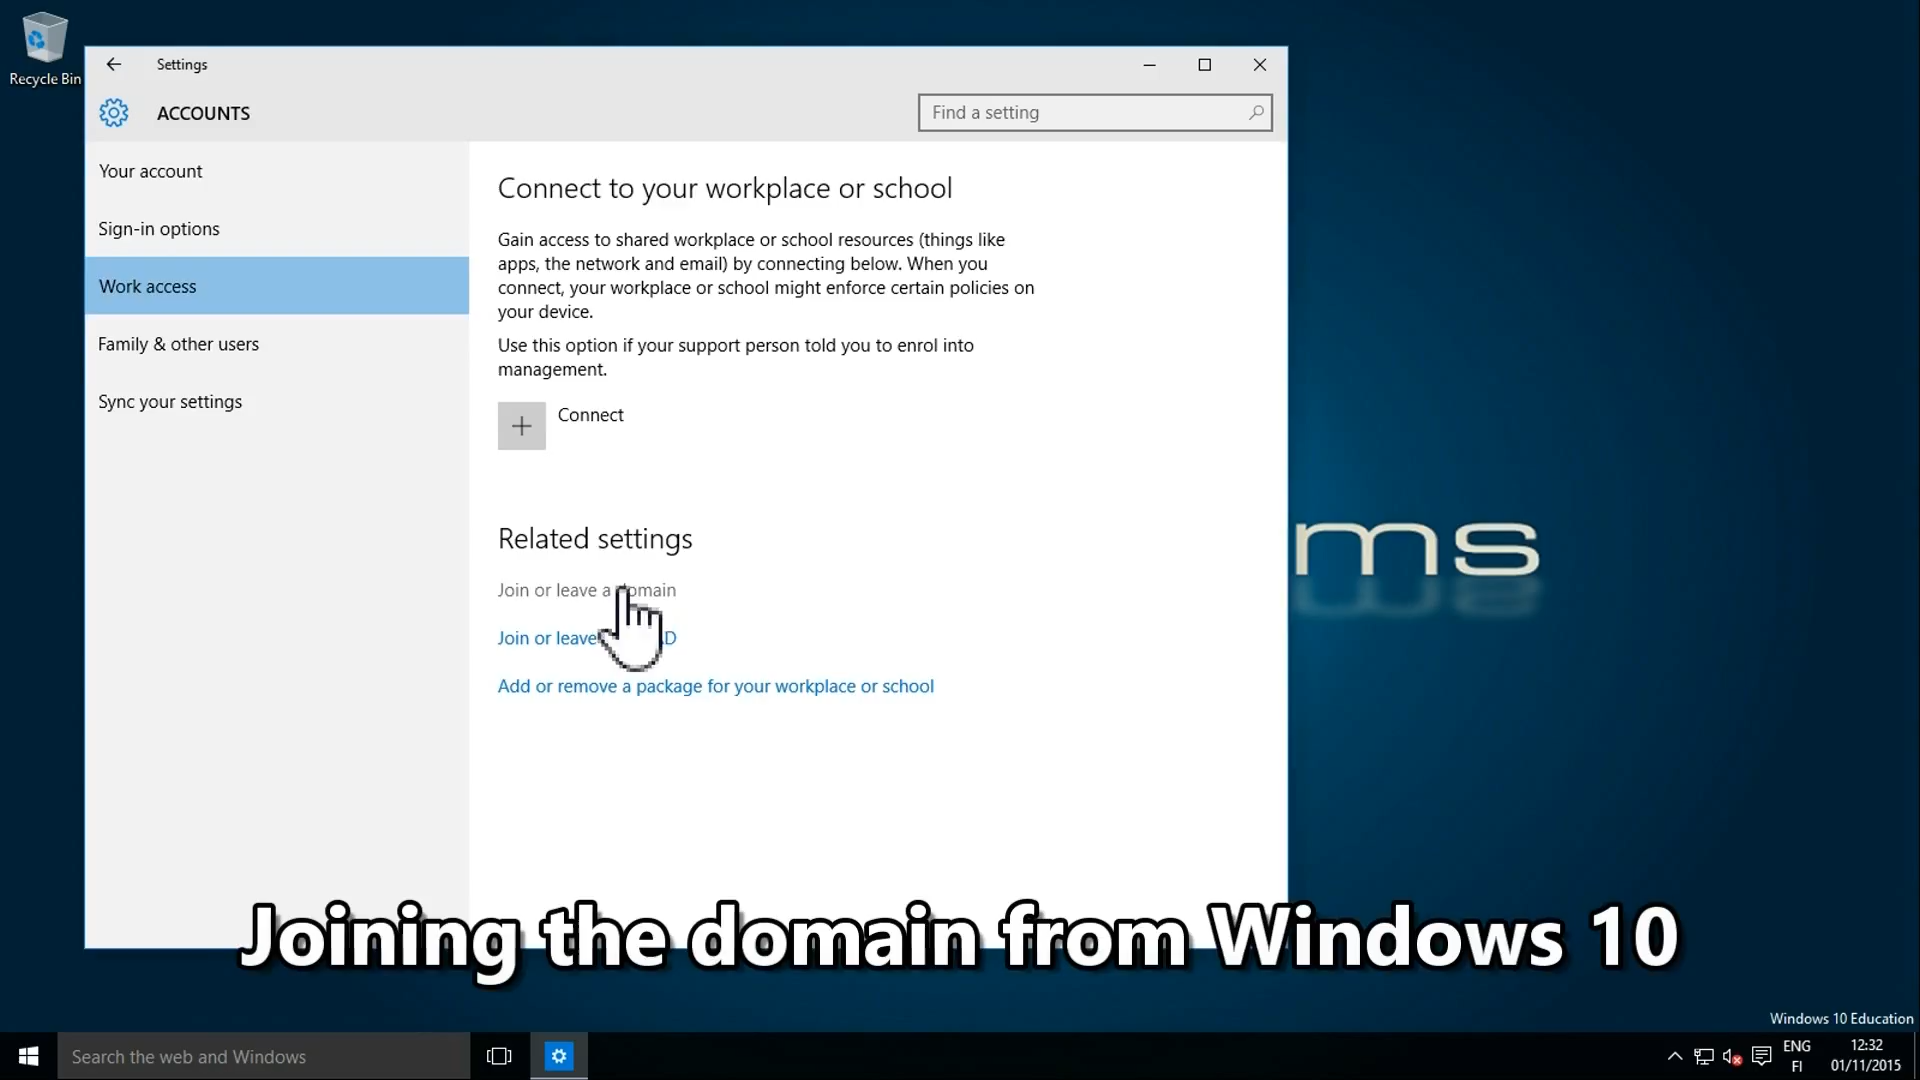 Recycle Bin
Settings
ACCOUNTS
Find a setting
Your account
Sign-in options
Work access
Family & other users
Sync your settings
Connect to your workplace or school
Gain access to shared workplace or school resources (things like
apps, the network and email) by connecting below. When you
connect, your workplace or school might enforce certain policies on
your device.
Use this option if your support person told you to enrol into
management.
Connect
Related settings
Join or leave a domain
Join or leave
Add or remove a package for your workplace or school
ms
Joining the domain from Windows 10
Windows 10 Education
Search the web and Windows
ENG
FI
12:32
01/11/2015